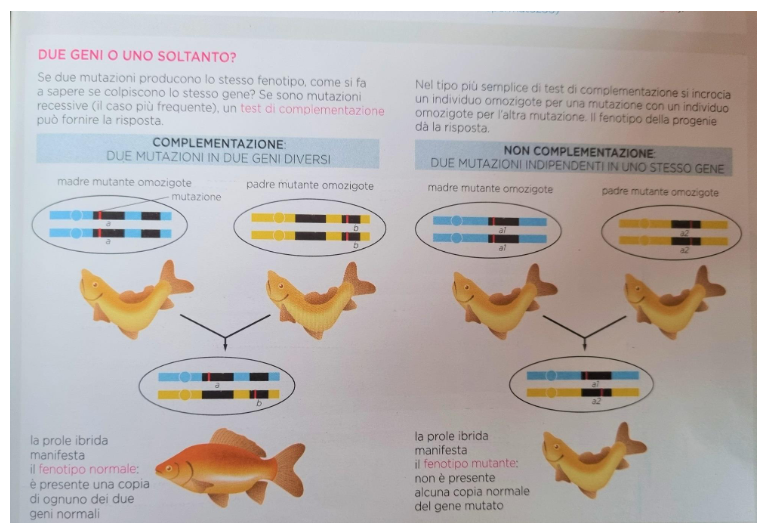 DUE GENI O UNO SOLTANTO?
Se due mutazioni producono lo stesso fenotipo, come si fa
a sapere se colpiscono lo stesso gene? Se sono mutazioni
recessive (il caso più frequente), un test di complementazione
può fornire la risposta.
Nel tipo più semplice di test di complementazione si incrocia
un individuo omozigote per una mutazione con un individuo
omozigote per l'altra mutazione. Il fenotipo della progenie
dà la risposta.
COMPLEMENTAZIONE:
DUE MUTAZIONI IN DUE GENI DIVERSI
madre mutante omozigote
padre mutante omozigote
mutazione
a
a
b
b
a
b
la prole ibrida
manifesta
il fenotipo normale:
è presente una copia
di ognuno dei due
geni normali
NON COMPLEMENTAZIONE:
DUE MUTAZIONI INDIPENDENTI IN UNO STESSO GENE
madre mutante omozigote
padre mutante omozigote
a1
a1
a2
a2
a1
a2
la prole ibrida
manifesta
il fenotipo mutante:
non è presente
alcuna copia normale
del gene mutato